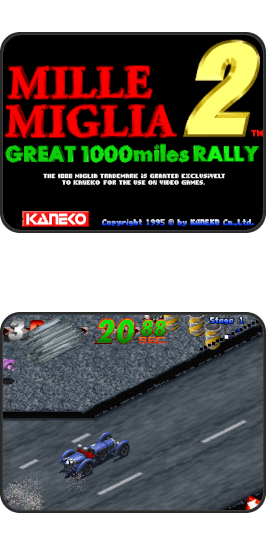 MILLE
MIGLIA 2
TM
GREAT 1000miles RALLY
THE 1000 MIGLIA TRADEMARK IS GRANTED EXCLUSIVELY
TO KANEKO FOR THE USE ON VIDEO GAMES.
KANEKO
Copyright 1995 © by KANEKO Co.,Ltd.
Stage 1
20:88
SEC.